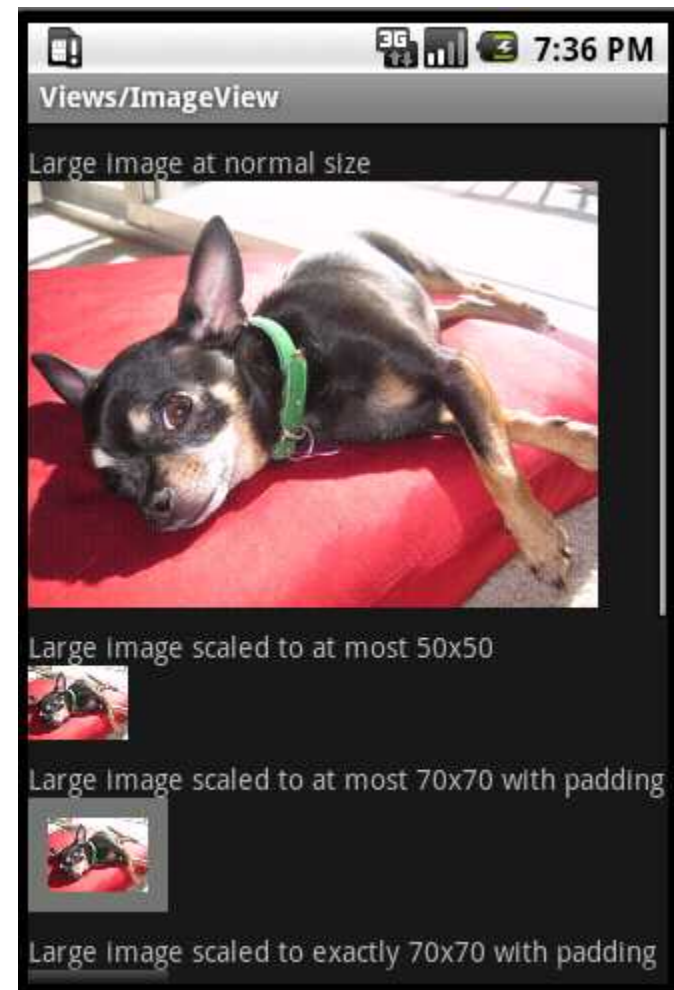 3G 7:36 PM
Views/ImageView
Large image at normal size
Large image scaled to at most 50x50
Large image scaled to at most 70x70 with padding
Large image scaled to exactly 70x70 with padding